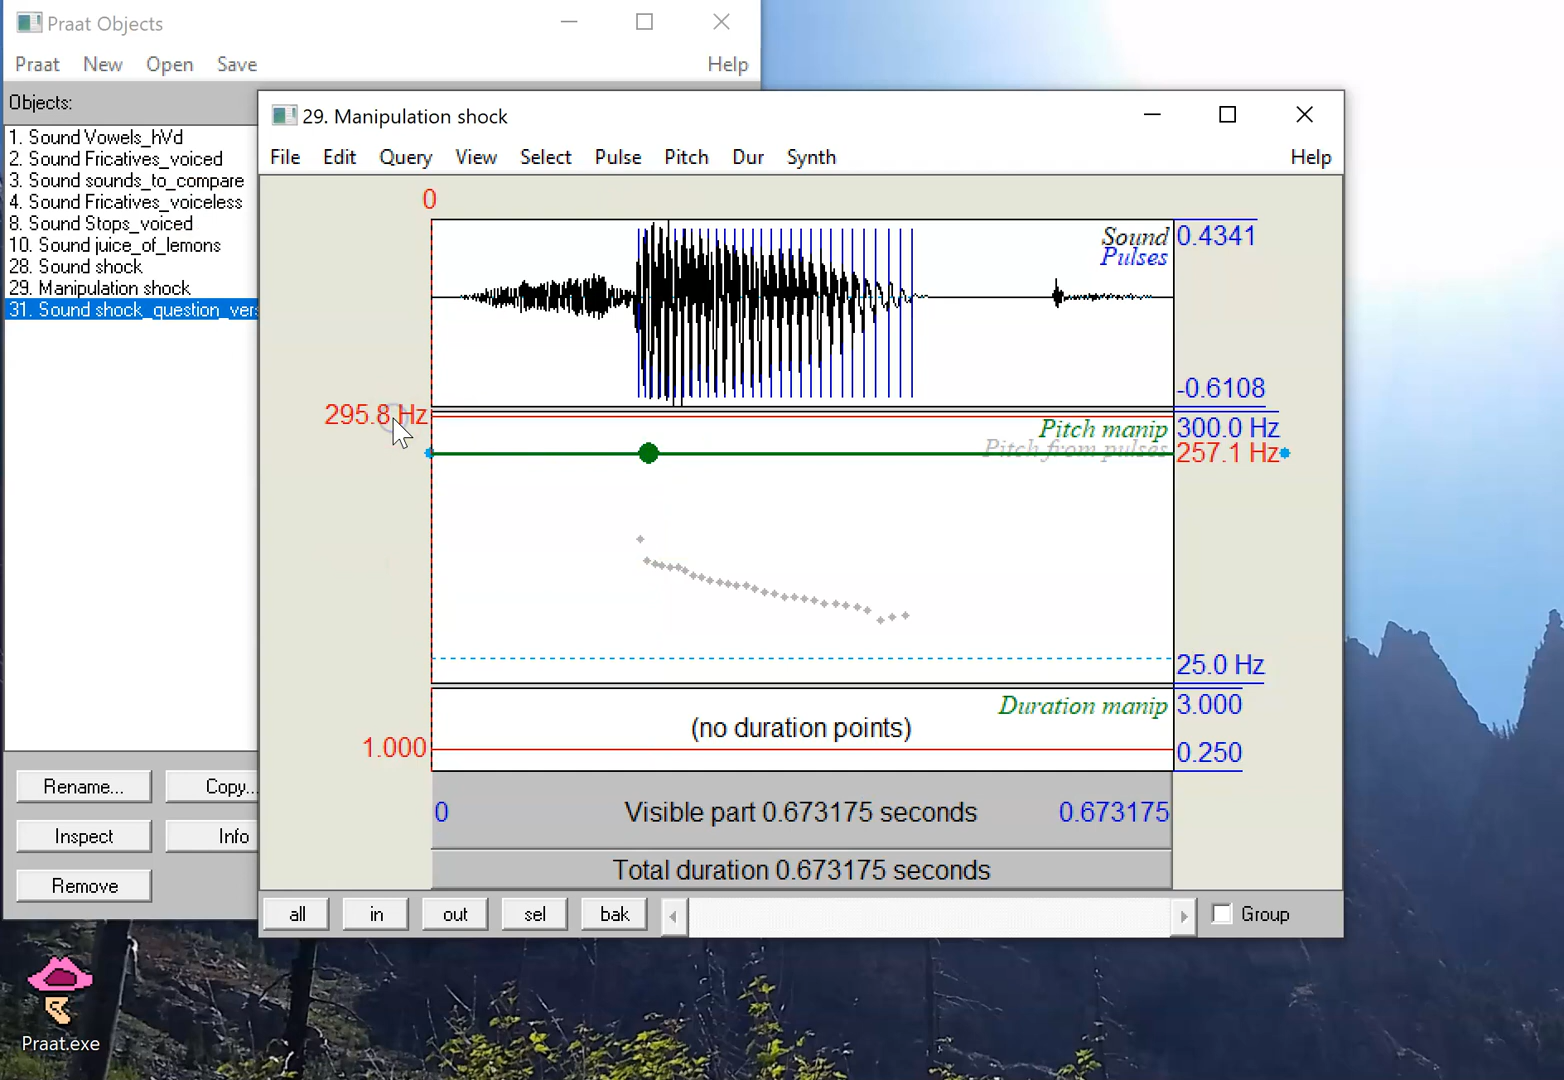 Praat Objects
Praat New Open Save Help
Objects:
1. Sound Vowels_hVd
2. Sound Fricatives_voiced
3. Sound sounds_to_compare
4. Sound Fricatives_voiceless
8. Sound Stops_voiced
10. Sound juice_of_lemons
28. Sound shock
29. Manipulation shock
31. Sound shock_question_vers
Rename... Copy...
Inspect Info
Remove
29. Manipulation shock
File Edit Query View Select Pulse Pitch Dur Synth Help
0
Sound 0.4341
Pulses
-0.6108
295.8 Hz
Pitch manip 300.0 Hz
Pitch from pulses 257.1 Hz
25.0 Hz
Duration manip 3.000
(no duration points)
1.000 0.250
0 Visible part 0.673175 seconds 0.673175
Total duration 0.673175 seconds
all in out sel bak Group
Praat.exe